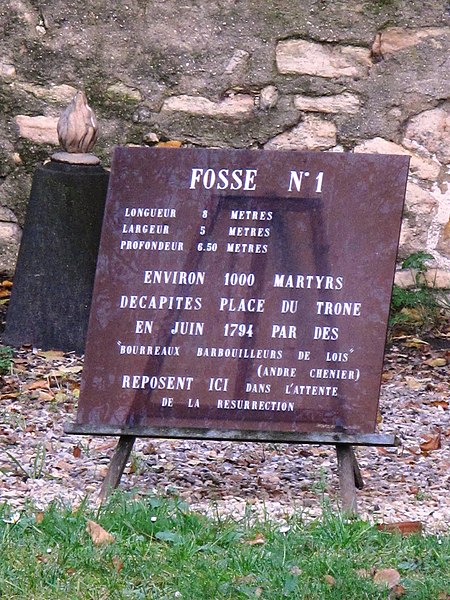 FOSSE N°1
LONGUEUR 8 METRES
LARGEUR 5 METRES
PROFONDEUR 6.50 METRES
ENVIRON 1000 MARTYRS
DECAPITES PLACE DU TRONE
EN JUIN 1794 PAR DES
"BOURREAUX BARBOUILLEURS DE LOIS"
(ANDRE CHENIER)
REPOSENT ICI DANS L'ATTENTE
DE LA RESURRECTION